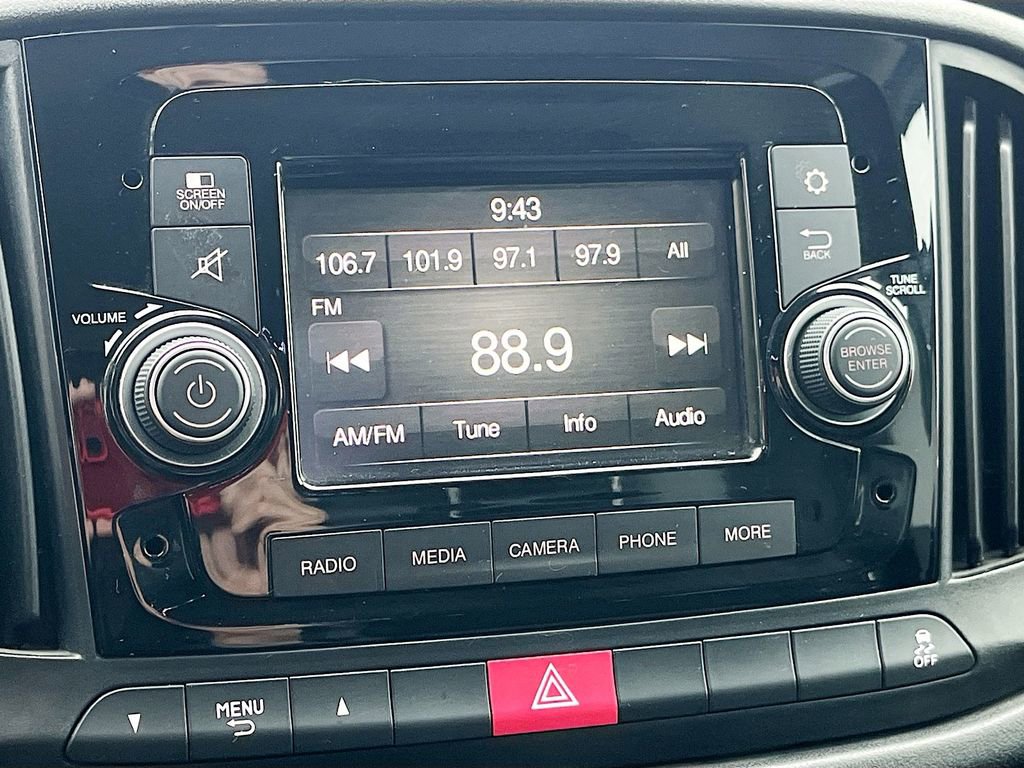 SCREEN
ON/OFF
VOLUME
9:43
106.7 101.9 97.1 97.9 All
FM
88.9
AM/FM Tune Info Audio
BACK
TUNE
SCROLL
BROWSE
ENTER
RADIO MEDIA CAMERA PHONE MORE
MENU
OFF